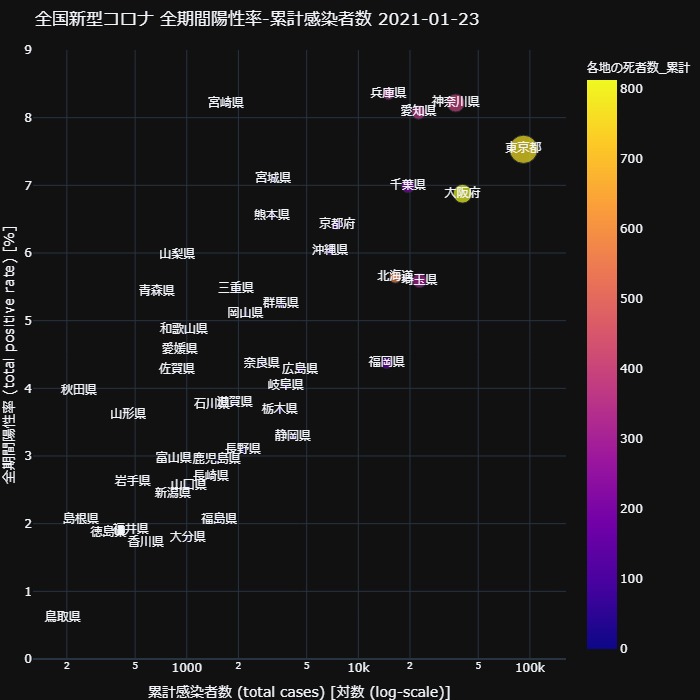 全国新型コロナ 全期間陽性率-累計感染者数 2021-01-23
各地の死者数_累計
9
8
7
6
5
4
3
2
1
0
全期間陽性率 (total positive rate) [%]
兵庫県
神奈川県
宮崎県
愛知県
東京都
宮城県
千葉県
大阪府
熊本県
京都府
沖縄県
山梨県
北海道
埼玉県
青森県
三重県
群馬県
岡山県
和歌山県
愛媛県
佐賀県
奈良県
広島県
福岡県
岐阜県
秋田県
石川県
滋賀県
栃木県
山形県
静岡県
長野県
富山県
鹿児島県
長崎県
岩手県
山口県
新潟県
島根県
福島県
徳島県
福井県
大分県
香川県
鳥取県
2
5
1000
2
5
10k
2
5
100k
累計感染者数 (total cases) [対数 (log-scale)]
800
700
600
500
400
300
200
100
0